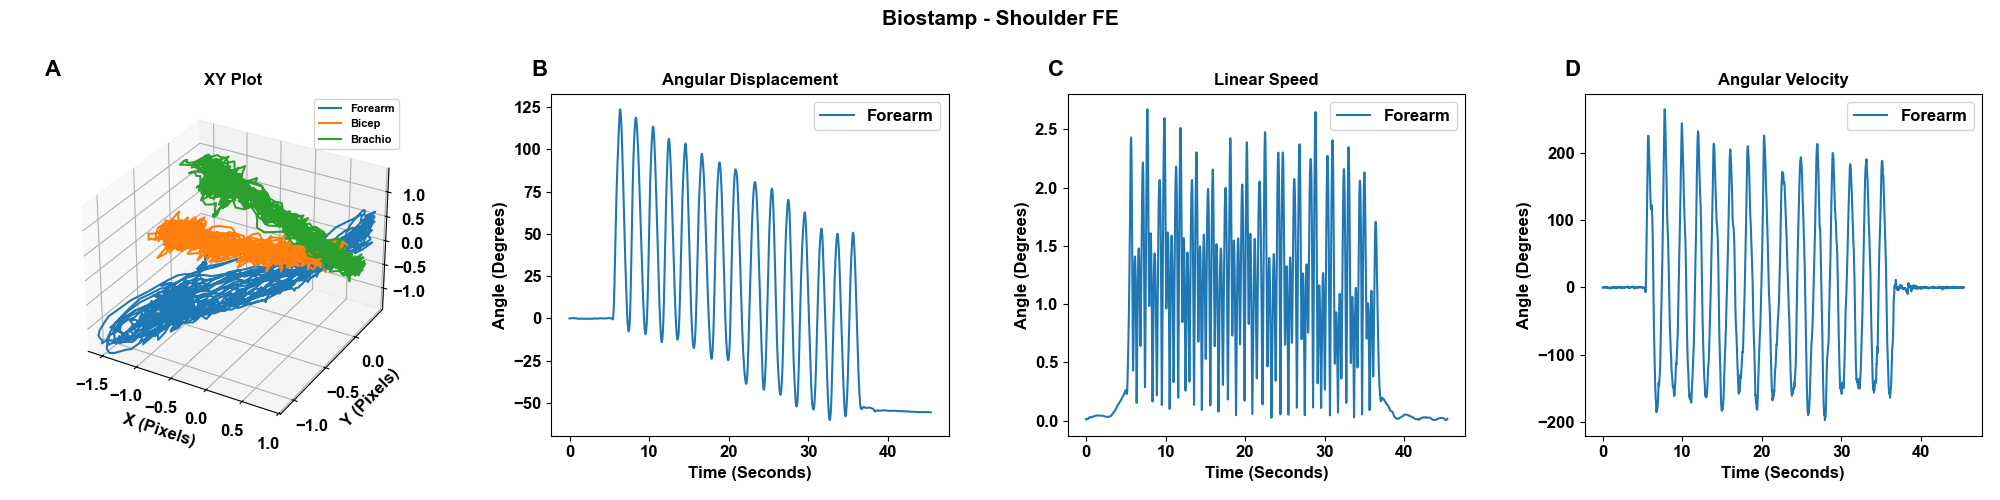 Biostamp - Shoulder FE
A
XY Plot
Forearm
Bicep
Brachio
1.0
0.5
0.0
−0.5
−1.0
−1.5
−1.0
−0.5
0.0
0.5
1.0
X (Pixels)
−1.0
−0.5
0.0
Y (Pixels)
B
Angular Displacement
Forearm
125
100
75
50
25
0
−25
−50
Angle (Degrees)
0 10 20 30 40
Time (Seconds)
C
Linear Speed
Forearm
2.5
2.0
1.5
1.0
0.5
0.0
Angle (Degrees)
0 10 20 30 40
Time (Seconds)
D
Angular Velocity
Forearm
200
100
0
−100
−200
Angle (Degrees)
0 10 20 30 40
Time (Seconds)